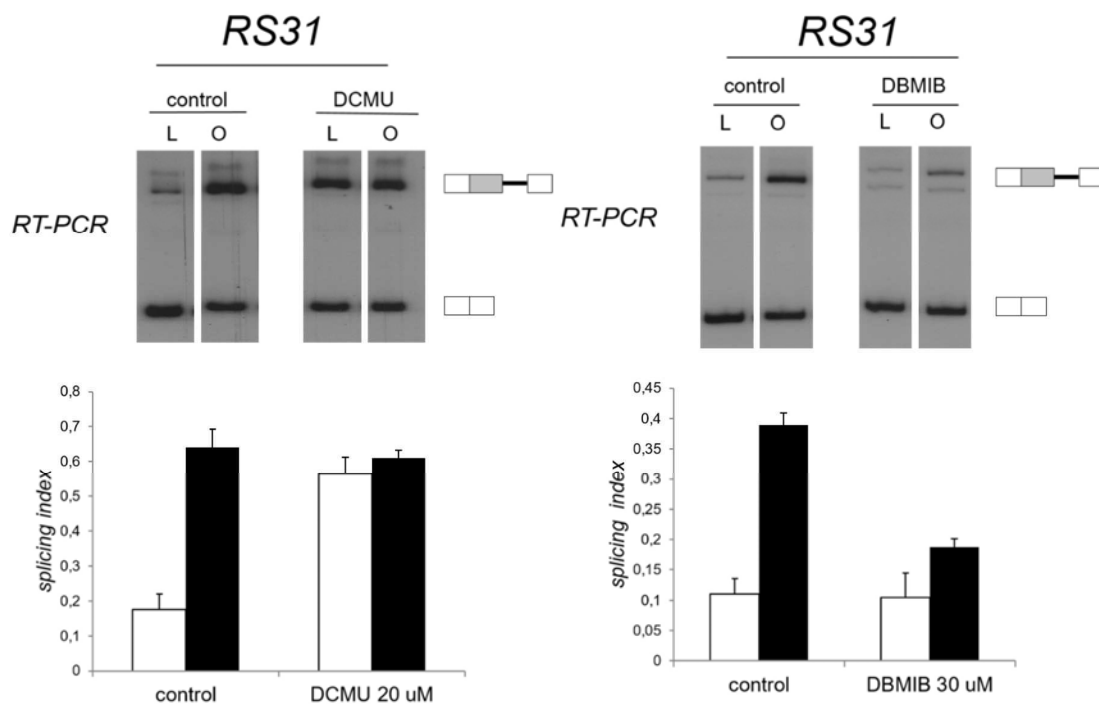 RS31
control DCMU
L O L O
RT-PCR
0,8
0,7
0,6
0,5
0,4
0,3
0,2
0,1
0
splicing index
control DCMU 20 uM
RS31
control DBMIB
L O L O
RT-PCR
0,45
0,4
0,35
0,3
0,25
0,2
0,15
0,1
0,05
0
splicing index
control DBMIB 30 uM